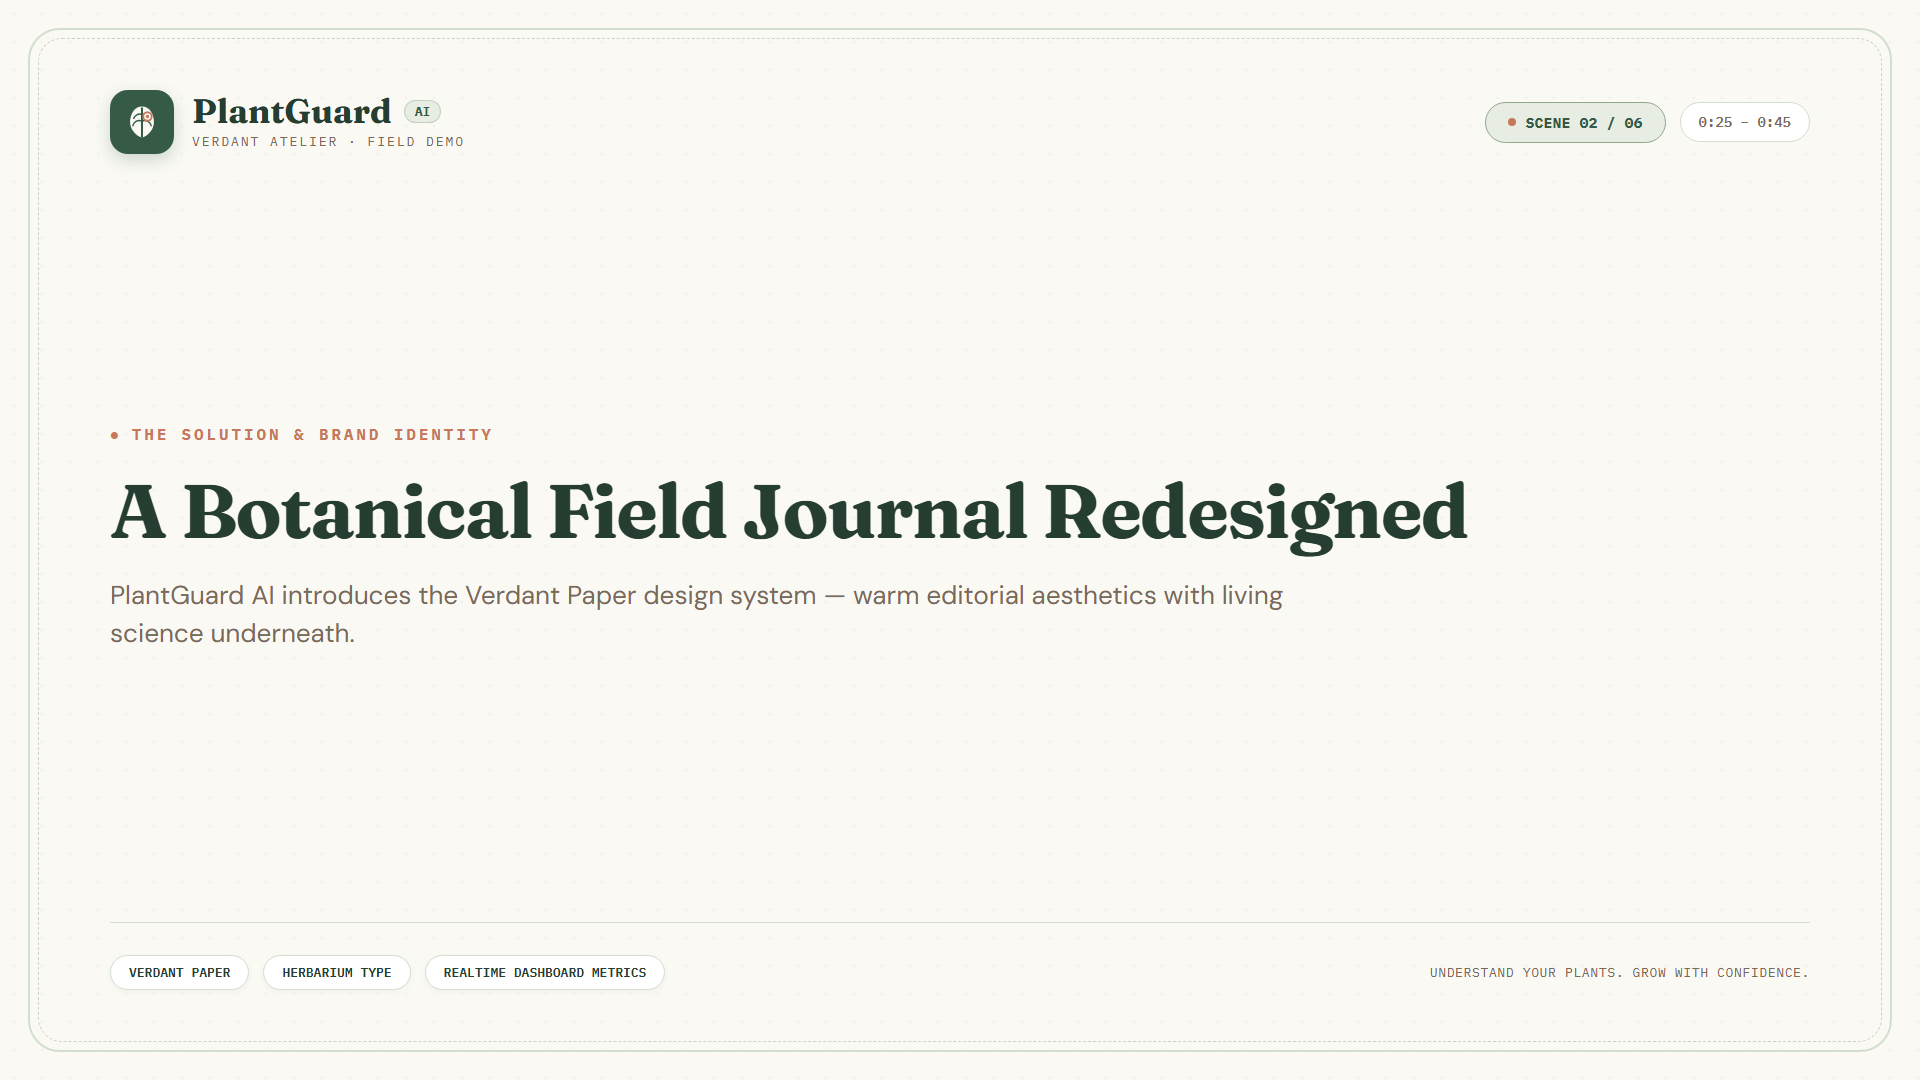 PlantGuard AI
VERDANT ATELIER · FIELD DEMO
SCENE 02 / 06
0:25 – 0:45
THE SOLUTION & BRAND IDENTITY
A Botanical Field Journal Redesigned
PlantGuard AI introduces the Verdant Paper design system — warm editorial aesthetics with living
science underneath.
VERDANT PAPER
HERBARIUM TYPE
REALTIME DASHBOARD METRICS
UNDERSTAND YOUR PLANTS. GROW WITH CONFIDENCE.